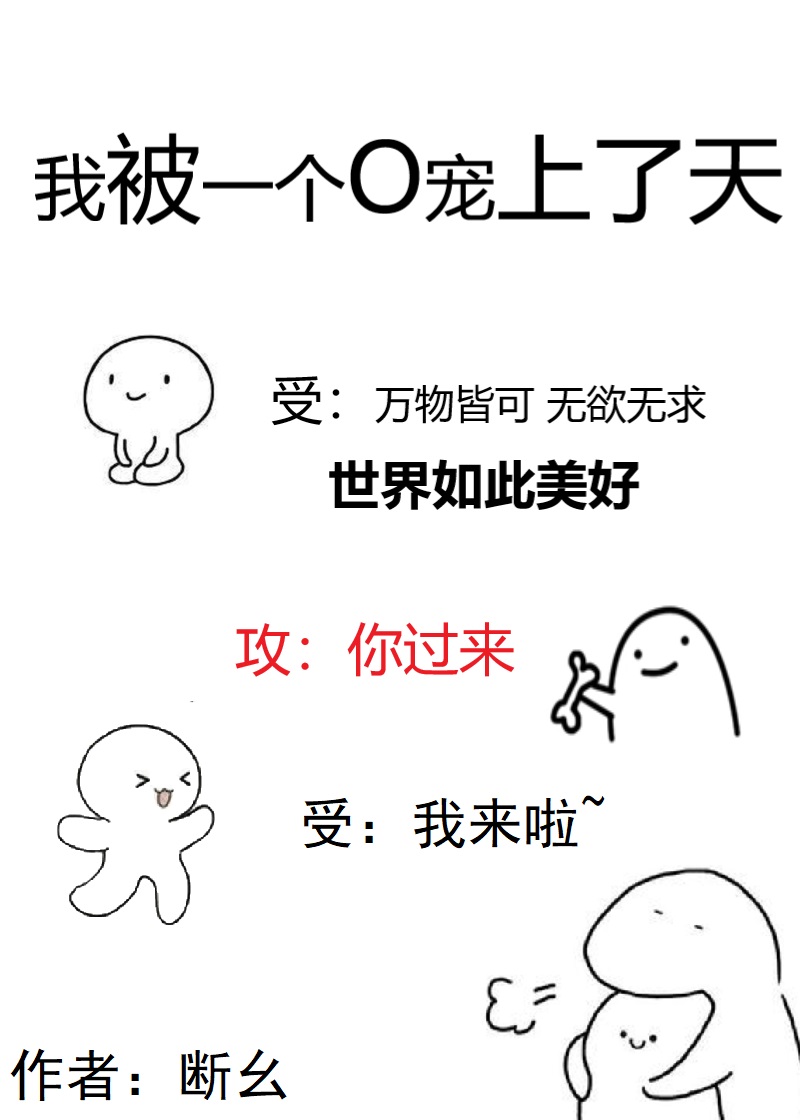 我被一个O宠上了天
受：万物皆可 无欲无求
世界如此美好
攻：你过来
受：我来啦~
作者：断幺